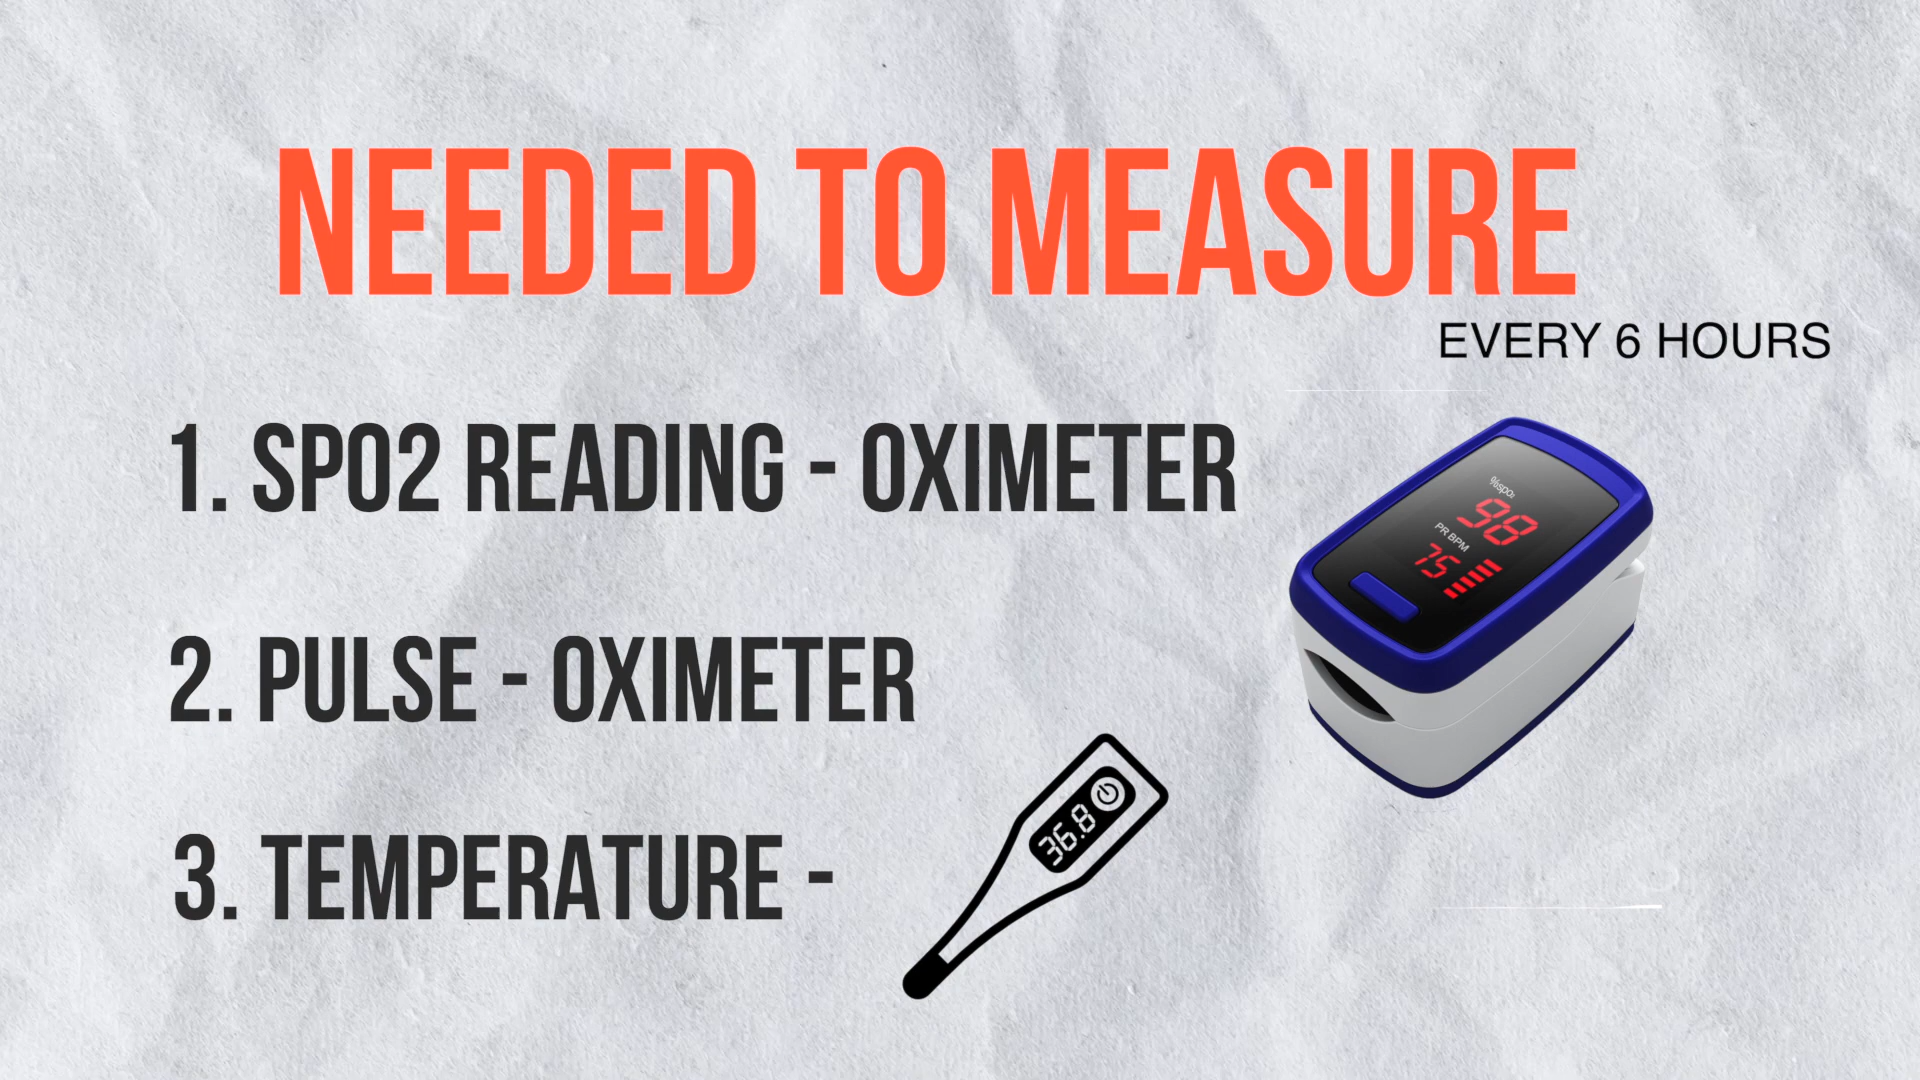 NEEDED TO MEASURE
EVERY 6 HOURS
1. SPO2 READING - OXIMETER
%SpO₂
98
PR BPM
75
2. PULSE - OXIMETER
36.8
3. TEMPERATURE -